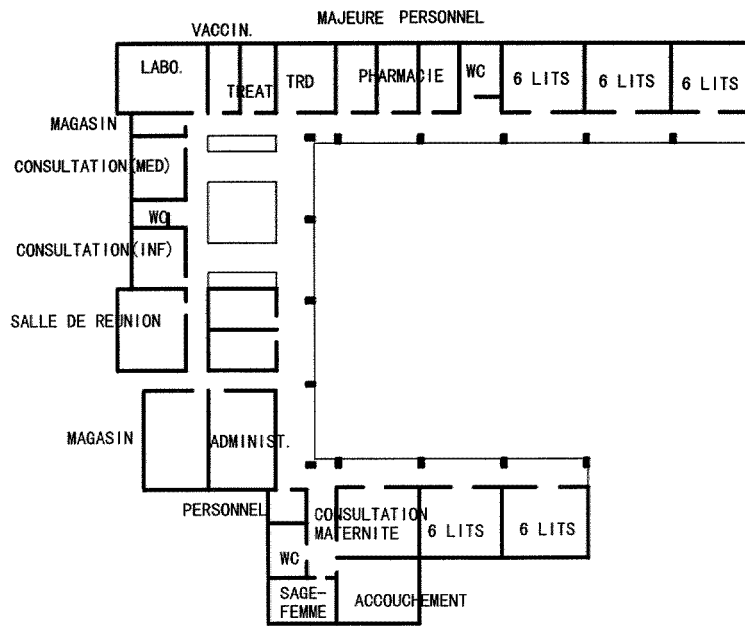 MAJEURE PERSONNEL
VACCIN.
LABO.
TREAT.
TRD
PHARMACIE
WC
6 LITS
6 LITS
6 LITS
MAGASIN
CONSULTATION(MED)
WC
CONSULTATION(INF)
SALLE DE REUNION
MAGASIN
ADMINIST.
PERSONNEL
CONSULTATION
MATERNITE
6 LITS
6 LITS
WC
SAGE-
FEMME
ACCOUCHEMENT